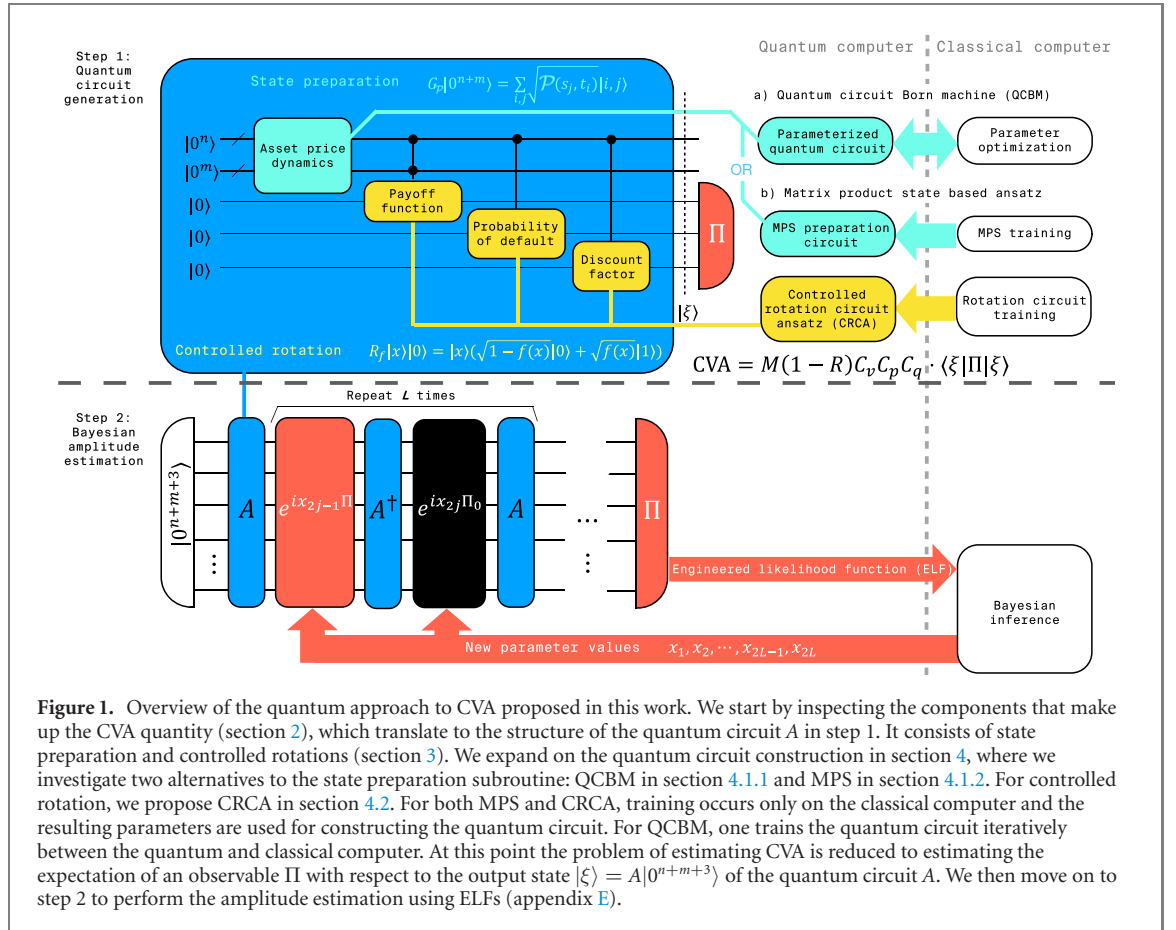 Step 1:
Quantum
circuit
generation
Quantum computer
Classical computer
State preparation
G_p|0^{n+m}⟩ = ∑_{i,j} √𝒫(s_j, t_i)|i, j⟩
|0^n⟩
|0^m⟩
|0⟩
|0⟩
|0⟩
Asset price
dynamics
Payoff
function
Probability
of default
Discount
factor
Π
|ξ⟩
Controlled rotation
R_f|x⟩|0⟩ = |x⟩(√1 − f(x)|0⟩ + √f(x)|1⟩)
a) Quantum circuit Born machine (QCBM)
Parameterized
quantum circuit
Parameter
optimization
OR
b) Matrix product state based ansatz
MPS preparation
circuit
MPS training
Controlled
rotation circuit
ansatz (CRCA)
Rotation circuit
training
CVA = M(1 − R)C_v C_p C_q · ⟨ξ|Π|ξ⟩
Step 2:
Bayesian
amplitude
estimation
Repeat L times
|0^{n+m+3}⟩
⋮
A
e^{ix_{2j−1}Π}
A†
e^{ix_{2j}Π_0}
A
…
⋮
…
⋮
Π
Engineered likelihood function (ELF)
Bayesian
inference
New parameter values x_1, x_2, ⋯, x_{2L−1}, x_{2L}
Figure 1. Overview of the quantum approach to CVA proposed in this work. We start by inspecting the components that make
up the CVA quantity (section 2), which translate to the structure of the quantum circuit A in step 1. It consists of state
preparation and controlled rotations (section 3). We expand on the quantum circuit construction in section 4, where we
investigate two alternatives to the state preparation subroutine: QCBM in section 4.1.1 and MPS in section 4.1.2. For controlled
rotation, we propose CRCA in section 4.2. For both MPS and CRCA, training occurs only on the classical computer and the
resulting parameters are used for constructing the quantum circuit. For QCBM, one trains the quantum circuit iteratively
between the quantum and classical computer. At this point the problem of estimating CVA is reduced to estimating the
expectation of an observable Π with respect to the output state |ξ⟩ = A|0^{n+m+3}⟩ of the quantum circuit A. We then move on to
step 2 to perform the amplitude estimation using ELFs (appendix E).